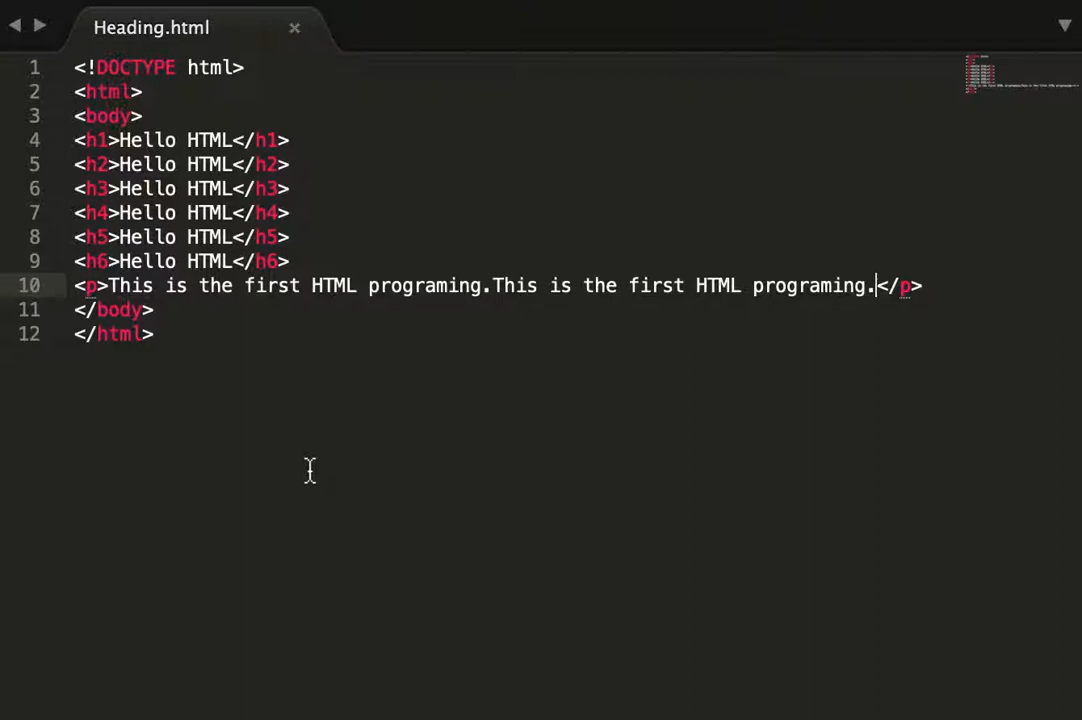 Heading.html
1 <!DOCTYPE html>
2 <html>
3 <body>
4 <h1>Hello HTML</h1>
5 <h2>Hello HTML</h2>
6 <h3>Hello HTML</h3>
7 <h4>Hello HTML</h4>
8 <h5>Hello HTML</h5>
9 <h6>Hello HTML</h6>
10 <p>This is the first HTML programing.This is the first HTML programing.</p>
11 </body>
12 </html>